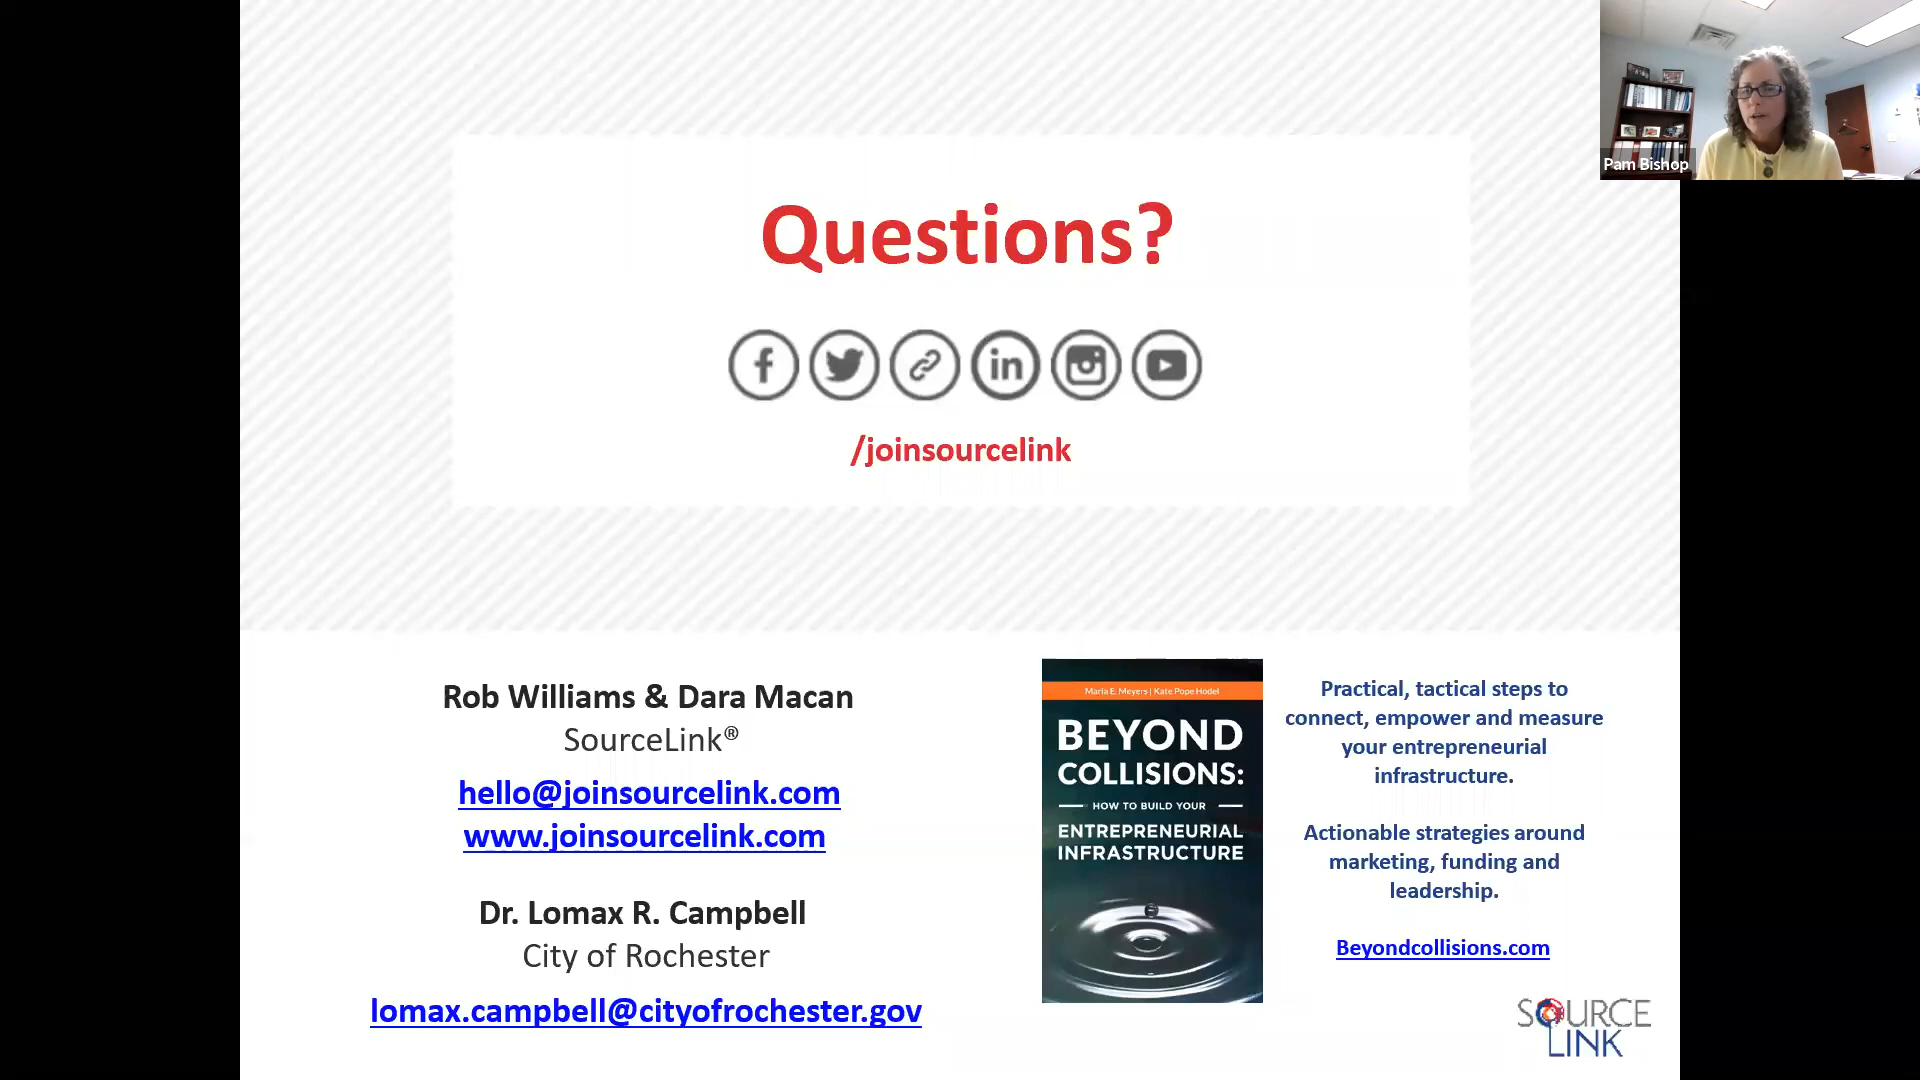 Pam Bishop
Questions?
/joinsourcelink
Rob Williams & Dara Macan
SourceLink®
hello@joinsourcelink.com
www.joinsourcelink.com
Dr. Lomax R. Campbell
City of Rochester
lomax.campbell@cityofrochester.gov
Maria E. Meyers | Kate Pope Hodel
BEYOND
COLLISIONS:
HOW TO BUILD YOUR
ENTREPRENEURIAL
INFRASTRUCTURE
Practical, tactical steps to
connect, empower and measure
your entrepreneurial
infrastructure.
Actionable strategies around
marketing, funding and
leadership.
Beyondcollisions.com
SOURCE
LINK